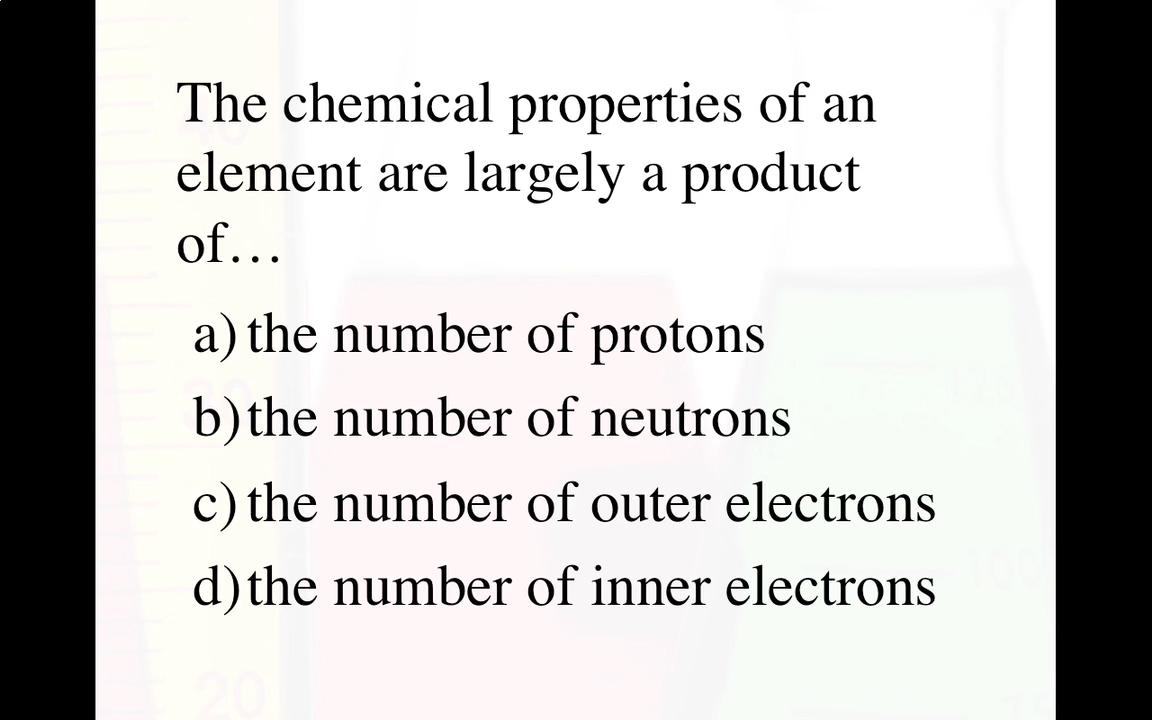 The chemical properties of an
element are largely a product
of…
a) the number of protons
b) the number of neutrons
c) the number of outer electrons
d) the number of inner electrons
20